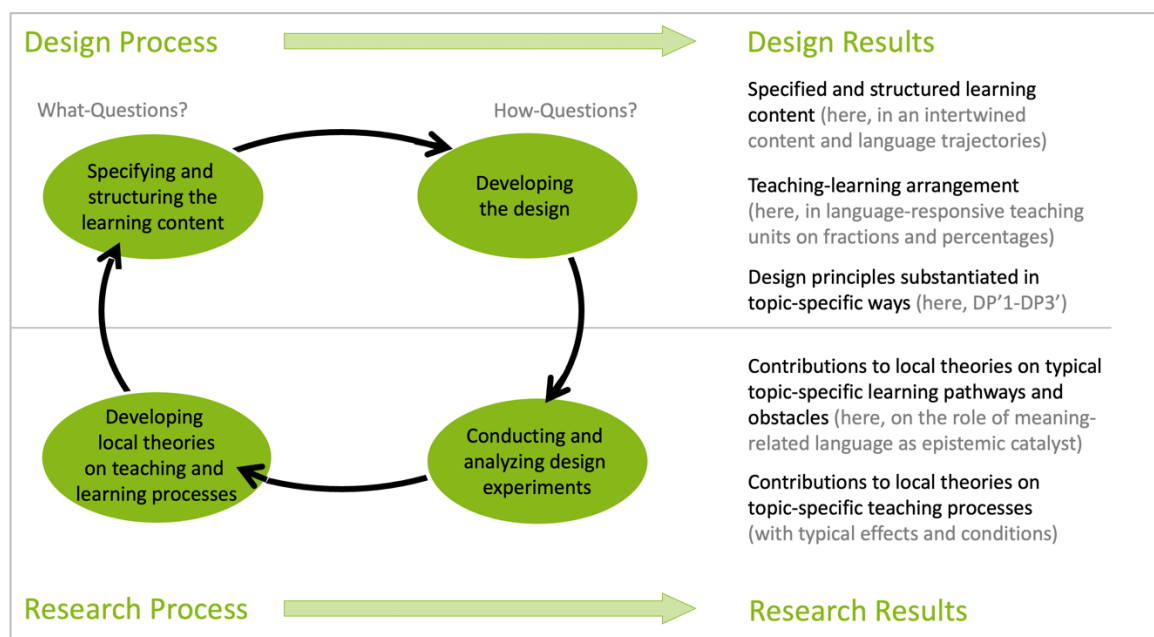 Design Process
Design Results
What-Questions?
How-Questions?
Specifying and
structuring the
learning content
Developing
the design
Specified and structured learning
content (here, in an intertwined
content and language trajectories)
Teaching-learning arrangement
(here, in language-responsive teaching
units on fractions and percentages)
Design principles substantiated in
topic-specific ways (here, DP’1-DP3’)
Developing
local theories
on teaching and
learning processes
Conducting and
analyzing design
experiments
Contributions to local theories on typical
topic-specific learning pathways and
obstacles (here, on the role of meaning-
related language as epistemic catalyst)
Contributions to local theories on
topic-specific teaching processes
(with typical effects and conditions)
Research Process
Research Results